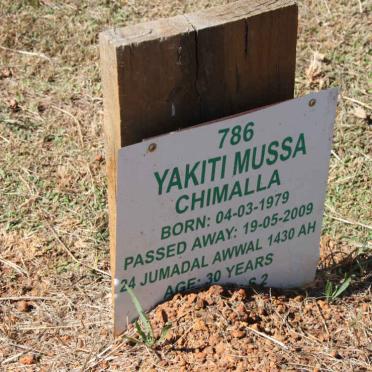 786
YAKITI MUSSA
CHIMALLA
BORN: 04-03-1979
PASSED AWAY: 19-05-2009
24 JUMADAL AWWAL 1430 AH
AGE: 30 YEARS